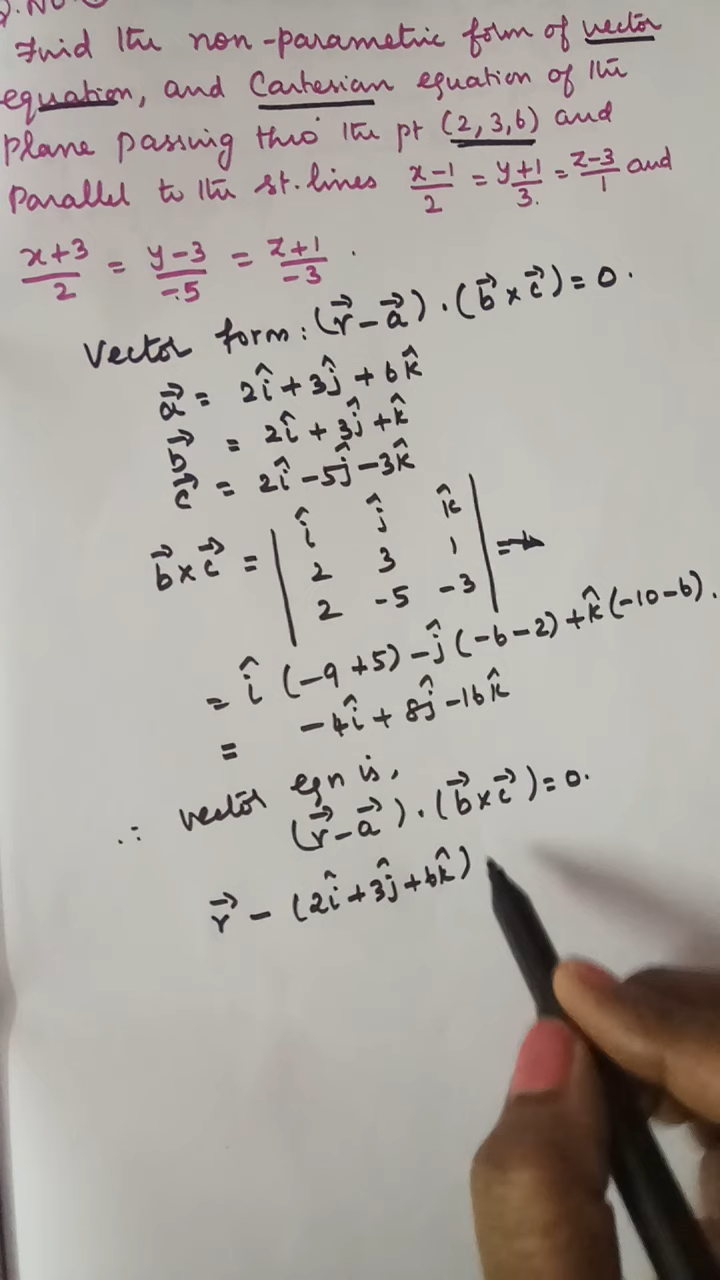 Find the non-parametric form of vector
equation, and Cartesian equation of the
plane passing thro' the pt (2,3,6) and
parallel to the st. lines x-1/2 = y+1/3 = z-3/1 and
x+3/2 = y-3/-5 = z+1/-3 .
Vector form: (r⃗ - a⃗) . (b⃗ × c⃗) = 0.
a⃗ = 2î + 3ĵ + 6k̂
b⃗ = 2î + 3ĵ + k̂
c⃗ = 2î - 5ĵ - 3k̂
b⃗ × c⃗ = | î ĵ k̂
2 3 1
2 -5 -3 | =
= î (-9+5) - ĵ (-6-2) + k̂ (-10-6).
= -4î + 8ĵ - 16k̂
∴ Vector eqn is,
(r⃗ - a⃗) . (b⃗ × c⃗) = 0.
r⃗ - (2î + 3ĵ + 6k̂)